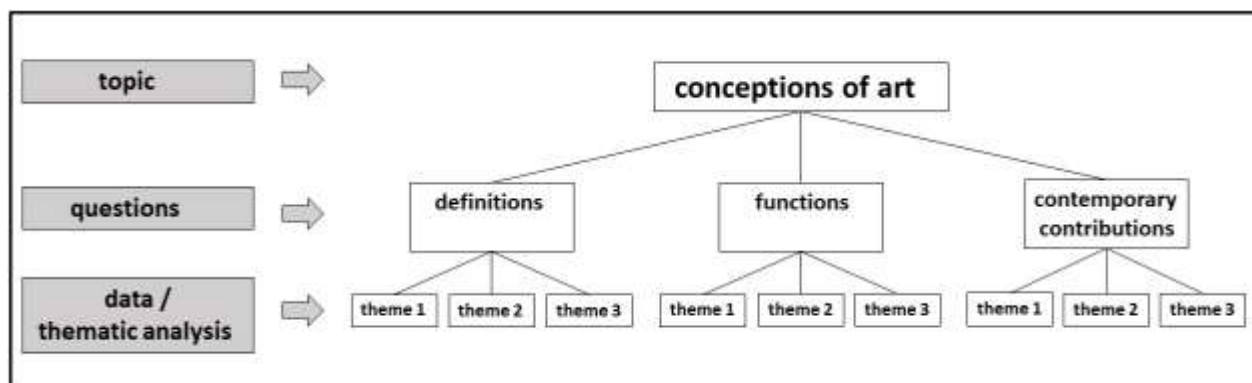 topic
conceptions of art
questions
definitions
functions
contemporary
contributions
data /
thematic analysis
theme 1
theme 2
theme 3
theme 1
theme 2
theme 3
theme 1
theme 2
theme 3